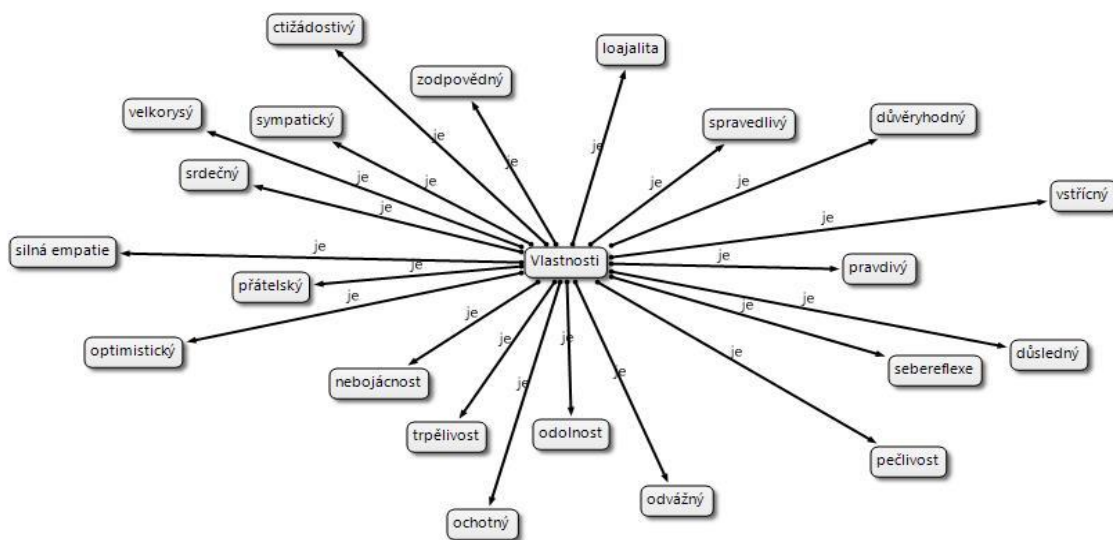 ctižádostivý
loajalita
zodpovědný
velkorysý
sympatický
je
je
je
spravedlivý
důvěryhodný
srdečný
je
je
je
je
je
je
vstřícný
silná empatie
je
Vlastnosti
je
je
pravdivý
přátelský
je
je
je
je
optimistický
nebojácnost
je
je
je
je
je
důsledný
sebereflexe
trpělivost
odolnost
pečlivost
ochotný
odvážný